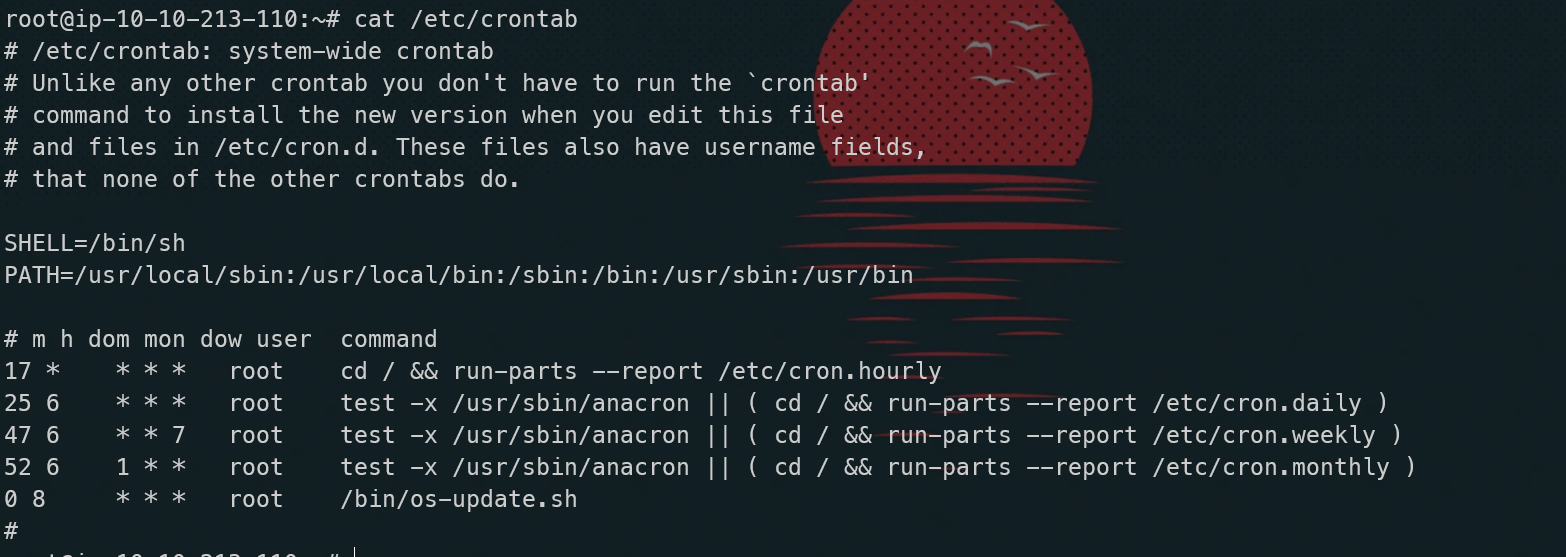 root@ip-10-10-213-110:~# cat /etc/crontab
# /etc/crontab: system-wide crontab
# Unlike any other crontab you don't have to run the `crontab'
# command to install the new version when you edit this file
# and files in /etc/cron.d. These files also have username fields,
# that none of the other crontabs do.

SHELL=/bin/sh
PATH=/usr/local/sbin:/usr/local/bin:/sbin:/bin:/usr/sbin:/usr/bin

# m h dom mon dow user  command
17 *    * * *   root    cd / && run-parts --report /etc/cron.hourly
25 6    * * *   root    test -x /usr/sbin/anacron || ( cd / && run-parts --report /etc/cron.daily )
47 6    * * 7   root    test -x /usr/sbin/anacron || ( cd / && run-parts --report /etc/cron.weekly )
52 6    1 * *   root    test -x /usr/sbin/anacron || ( cd / && run-parts --report /etc/cron.monthly )
0 8     * * *   root    /bin/os-update.sh
#